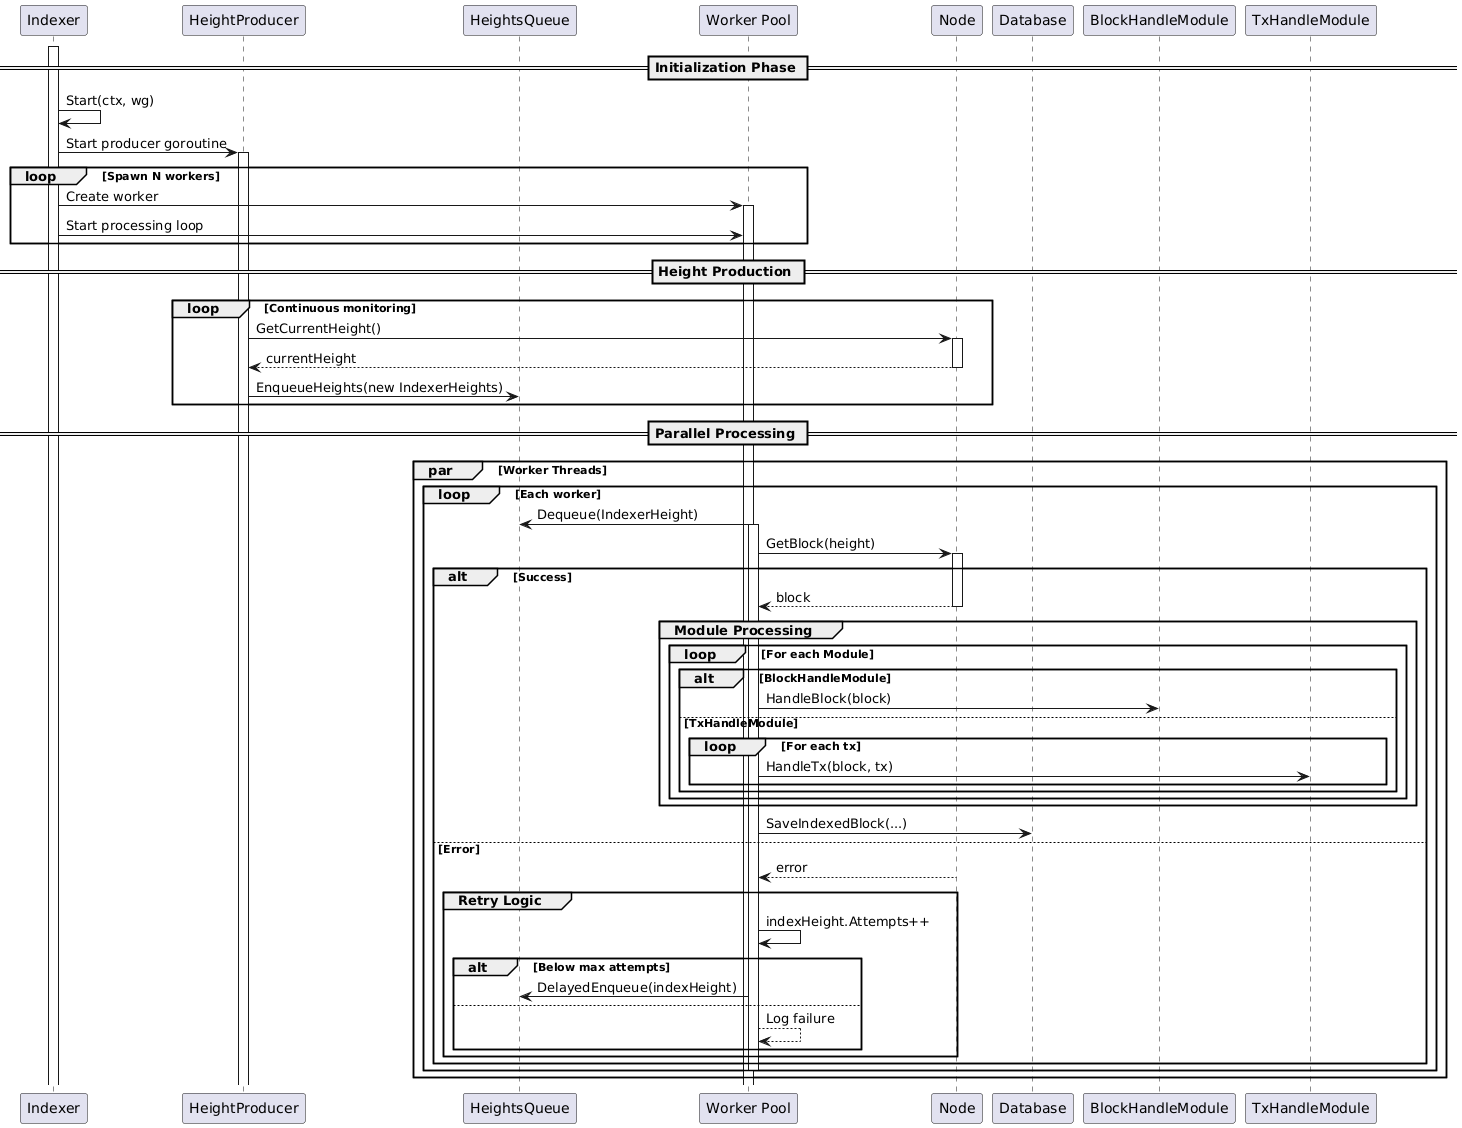 Indexer HeightProducer HeightsQueue Worker Pool Node Database BlockHandleModule TxHandleModule
Initialization Phase
Start(ctx, wg)
Start producer goroutine
loop [Spawn N workers]
Create worker
Start processing loop
Height Production
loop [Continuous monitoring]
GetCurrentHeight()
currentHeight
EnqueueHeights(new IndexerHeights)
Parallel Processing
par [Worker Threads]
loop [Each worker]
Dequeue(IndexerHeight)
GetBlock(height)
alt [Success]
block
Module Processing
loop [For each Module]
alt [BlockHandleModule]
HandleBlock(block)
[TxHandleModule]
loop [For each tx]
HandleTx(block, tx)
SaveIndexedBlock(...)
[Error]
error
Retry Logic
indexHeight.Attempts++
alt [Below max attempts]
DelayedEnqueue(indexHeight)
Log failure
Indexer HeightProducer HeightsQueue Worker Pool Node Database BlockHandleModule TxHandleModule